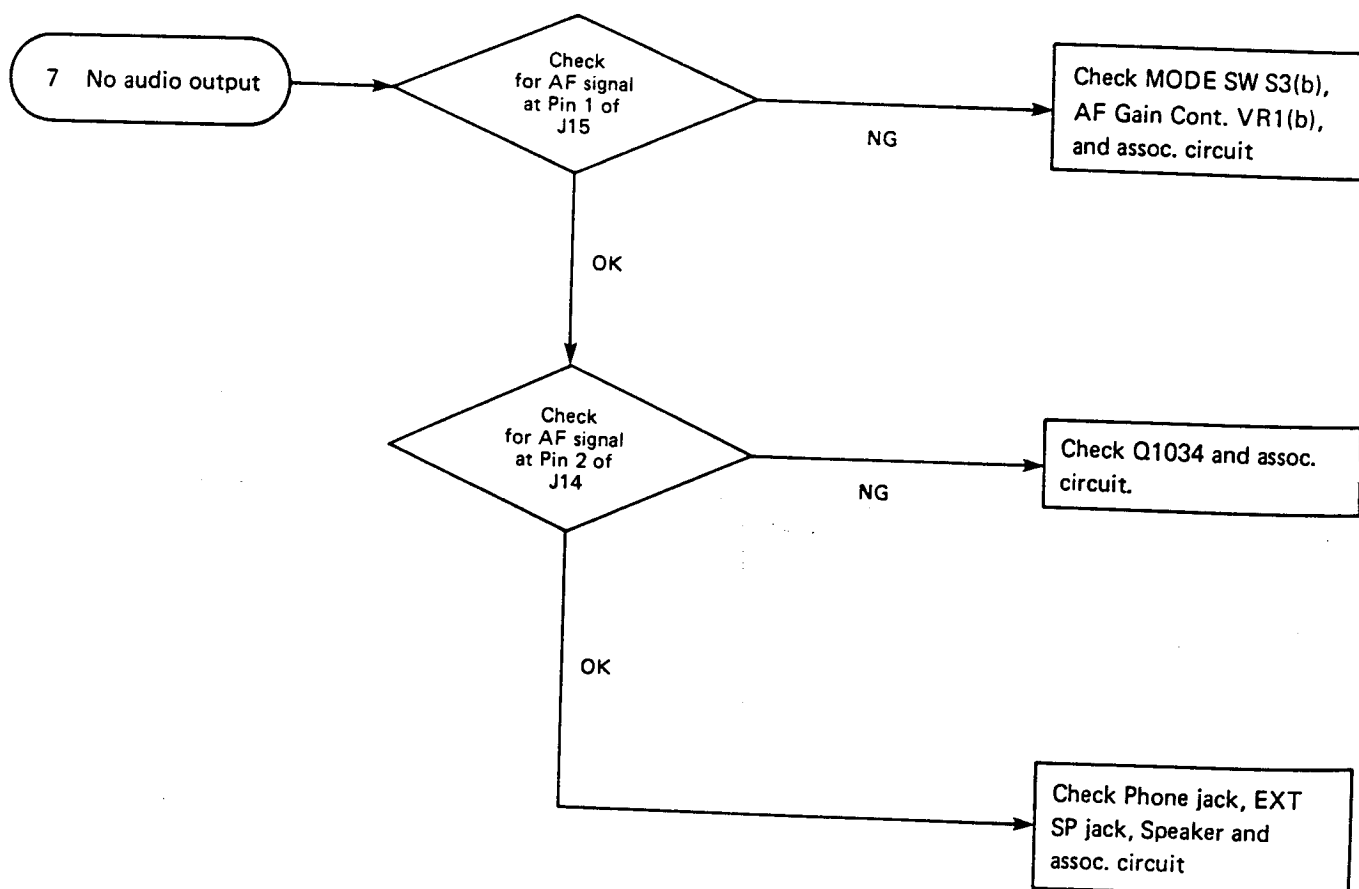 7 No audio output
Check
for AF signal
at Pin 1 of
J15
NG
Check MODE SW S3(b),
AF Gain Cont. VR1(b),
and assoc. circuit
OK
Check
for AF signal
at Pin 2 of
J14
NG
Check Q1034 and assoc.
circuit.
OK
Check Phone jack, EXT
SP jack, Speaker and
assoc. circuit